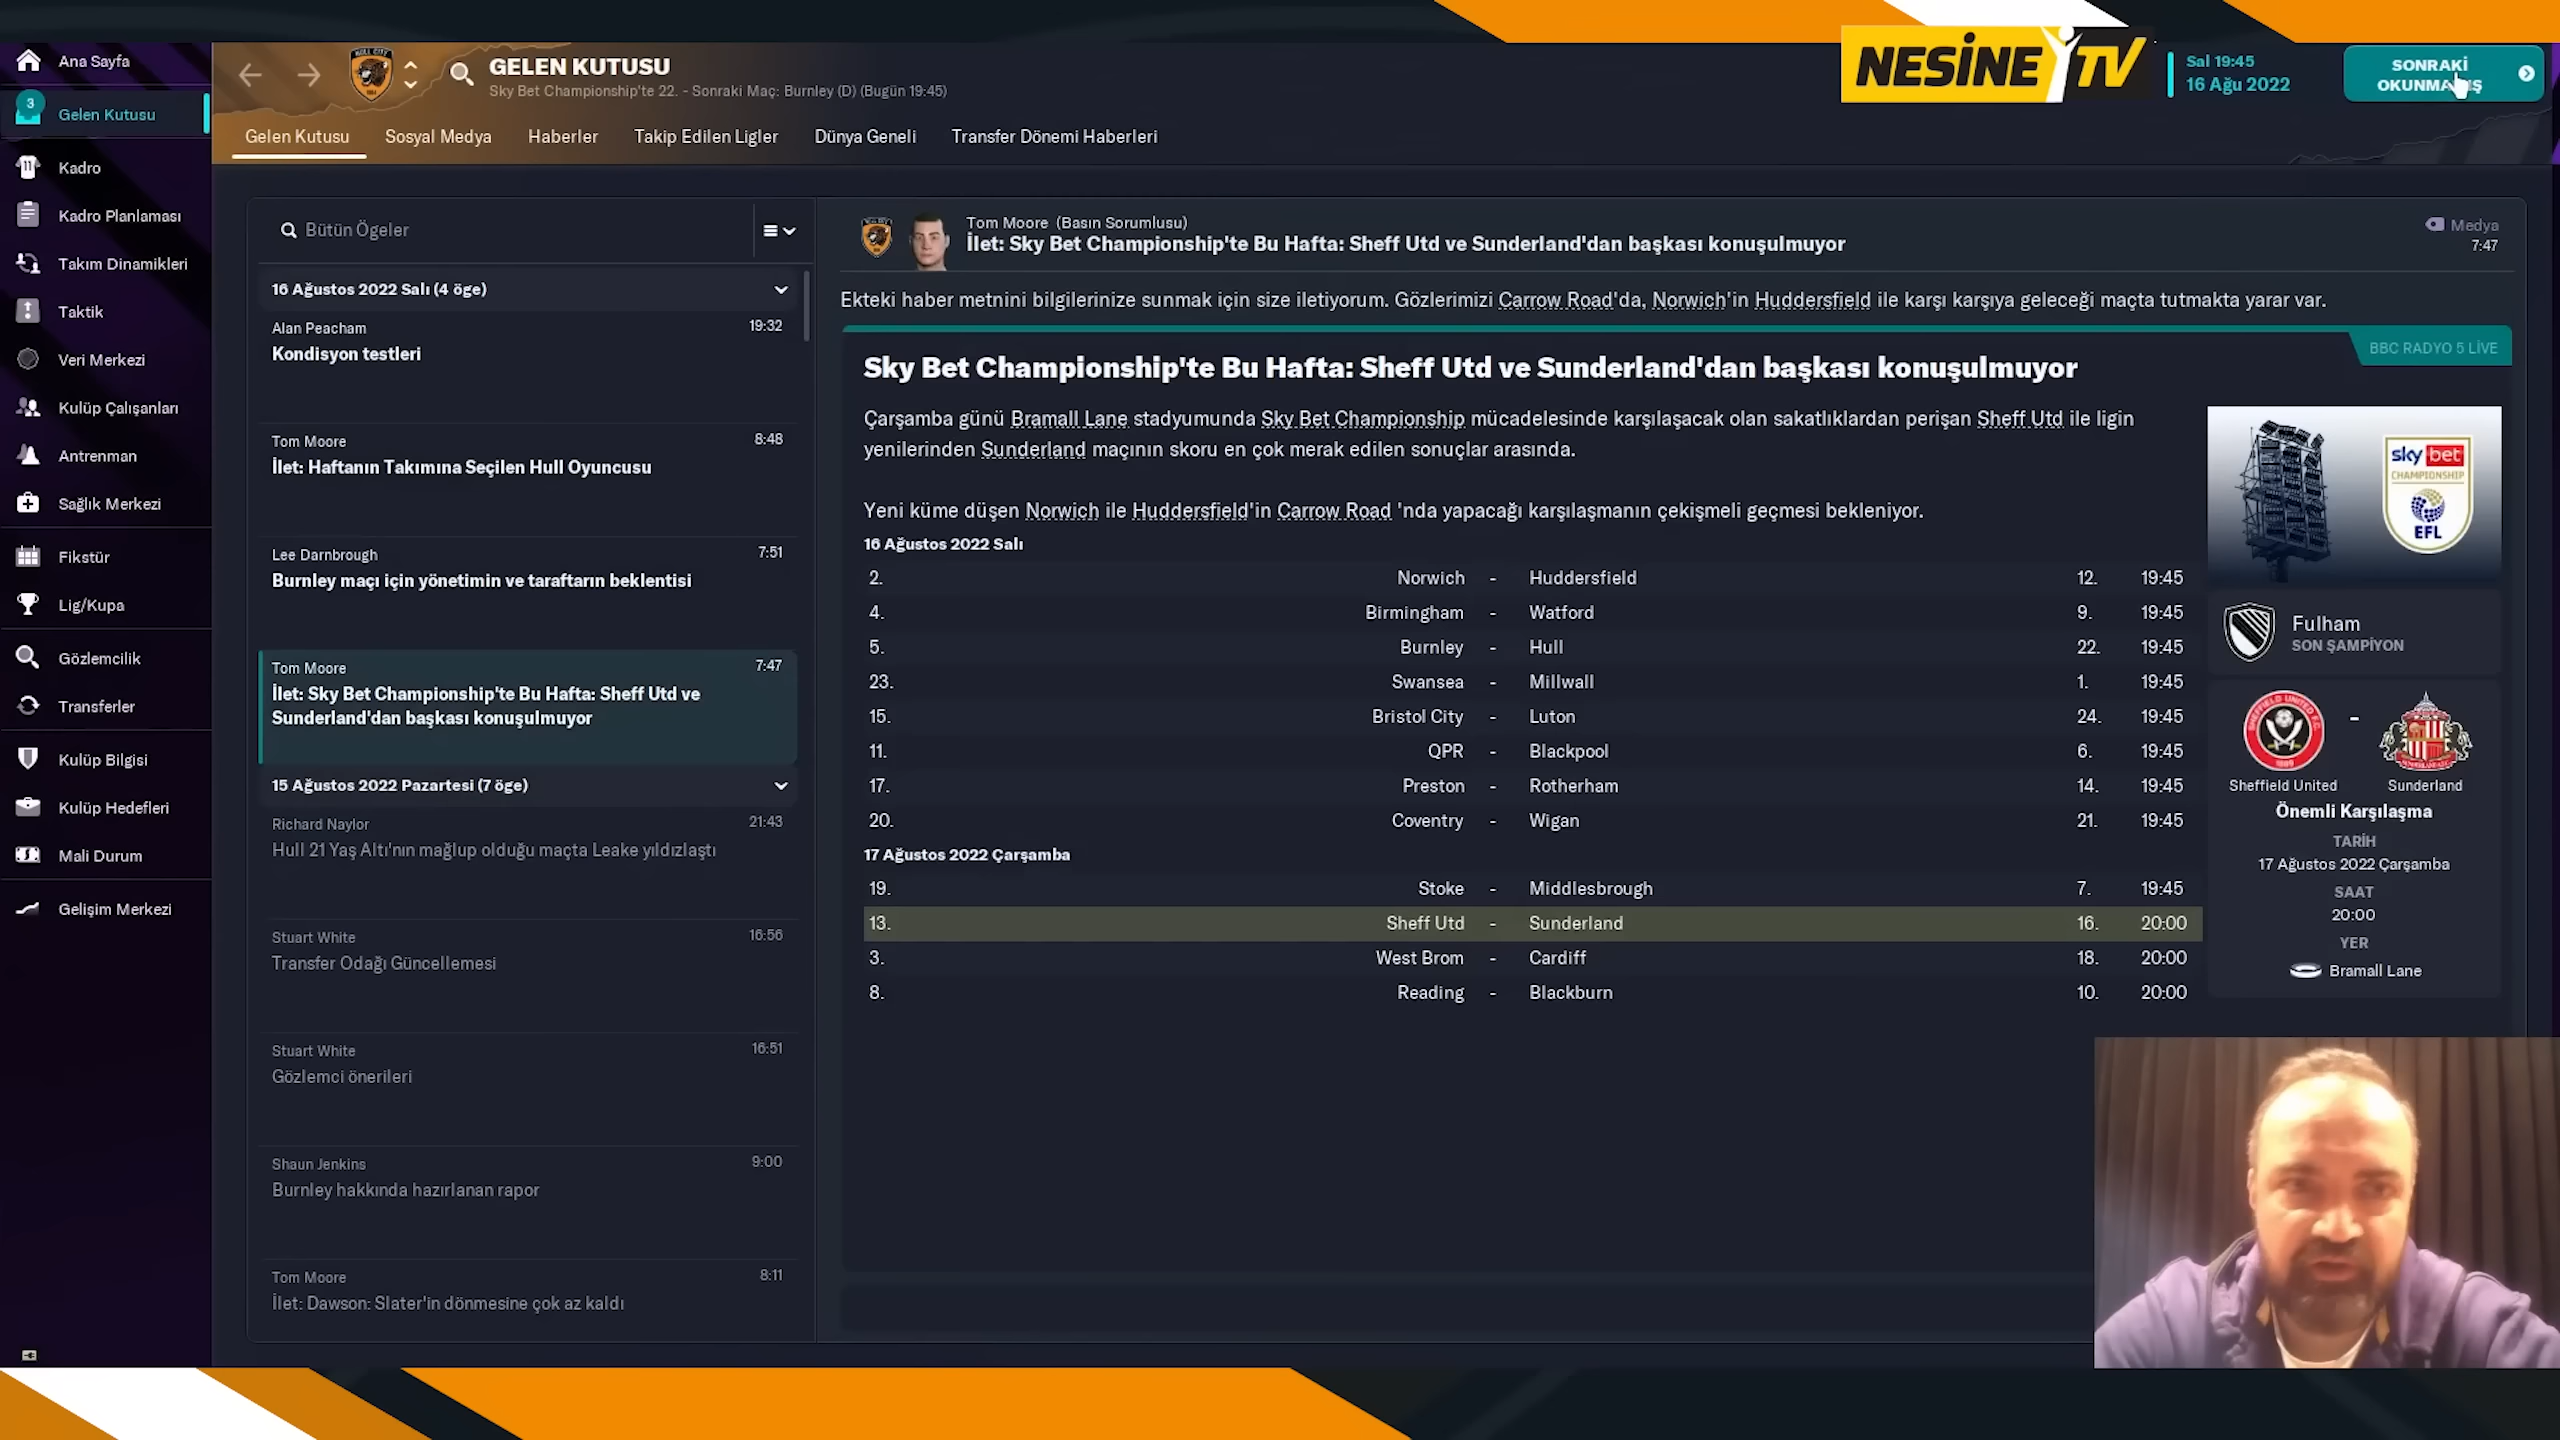 Ana Sayfa
3
Gelen Kutusu
Kadro
Kadro Planlaması
Takım Dinamikleri
Taktik
Veri Merkezi
Kulüp Çalışanları
Antrenman
Sağlık Merkezi
Fikstür
Lig/Kupa
Gözlemcilik
Transferler
Kulüp Bilgisi
Kulüp Hedefleri
Mali Durum
Gelişim Merkezi
GELEN KUTUSU
Sky Bet Championship'te 22. - Sonraki Maç: Burnley (D) (Bugün 19:45)
NESİNE TV
Sal 19:45
16 Ağu 2022
SONRAKİ
Gelen Kutusu Sosyal Medya Haberler Takip Edilen Ligler Dünya Geneli Transfer Dönemi Haberleri
Bütün Ögeler
16 Ağustos 2022 Salı (4 öge)
Alan Peacham 19:32
Kondisyon testleri
Tom Moore 8:48
İlet: Haftanın Takımına Seçilen Hull Oyuncusu
Lee Darnbrough 7:51
Burnley maçı için yönetimin ve taraftarın beklentisi
Tom Moore 7:47
İlet: Sky Bet Championship'te Bu Hafta: Sheff Utd ve
Sunderland'dan başkası konuşulmuyor
15 Ağustos 2022 Pazartesi (7 öge)
Richard Naylor 21:43
Hull 21 Yaş Altı'nın mağlup olduğu maçta Leake yıldızlaştı
Stuart White 16:56
Transfer Odağı Güncellemesi
Stuart White 16:51
Gözlemci önerileri
Shaun Jenkins 9:00
Burnley hakkında hazırlanan rapor
Tom Moore 8:11
İlet: Dawson: Slater'in dönmesine çok az kaldı
Tom Moore (Basın Sorumlusu)
İlet: Sky Bet Championship'te Bu Hafta: Sheff Utd ve Sunderland'dan başkası konuşulmuyor
Medya
7:47
Ekteki haber metnini bilgilerinize sunmak için size iletiyorum. Gözlerimizi Carrow Road'da, Norwich'in Huddersfield ile karşı karşıya geleceği maçta tutmakta yarar var.
BBC RADYO 5 LİVE
Sky Bet Championship'te Bu Hafta: Sheff Utd ve Sunderland'dan başkası konuşulmuyor
Çarşamba günü Bramall Lane stadyumunda Sky Bet Championship mücadelesinde karşılaşacak olan sakatlıklardan perişan Sheff Utd ile ligin
yenilerinden Sunderland maçının skoru en çok merak edilen sonuçlar arasında.
Yeni küme düşen Norwich ile Huddersfield'in Carrow Road 'nda yapacağı karşılaşmanın çekişmeli geçmesi bekleniyor.
16 Ağustos 2022 Salı
2. Norwich - Huddersfield 12. 19:45
4. Birmingham - Watford 9. 19:45
5. Burnley - Hull 22. 19:45
23. Swansea - Millwall 1. 19:45
15. Bristol City - Luton 24. 19:45
11. QPR - Blackpool 6. 19:45
17. Preston - Rotherham 14. 19:45
20. Coventry - Wigan 21. 19:45
17 Ağustos 2022 Çarşamba
19. Stoke - Middlesbrough 7. 19:45
13. Sheff Utd - Sunderland 16. 20:00
3. West Brom - Cardiff 18. 20:00
8. Reading - Blackburn 10. 20:00
sky bet
CHAMPIONSHIP
EFL
Fulham
SON ŞAMPİYON
-
Sheffield United Sunderland
Önemli Karşılaşma
TARİH
17 Ağustos 2022 Çarşamba
SAAT
20:00
YER
Bramall Lane